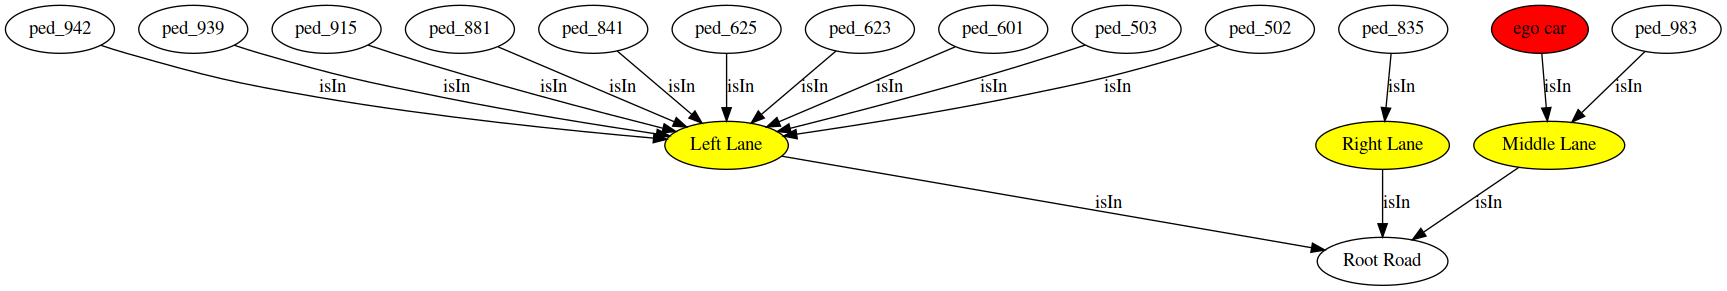 ped_942 ped_939 ped_915 ped_881 ped_841 ped_625 ped_623 ped_601 ped_503 ped_502 ped_835 ego car ped_983
isIn isIn isIn isIn isIn isIn isIn isIn isIn isIn isIn isIn isIn
Left Lane Right Lane Middle Lane
isIn isIn isIn
Root Road